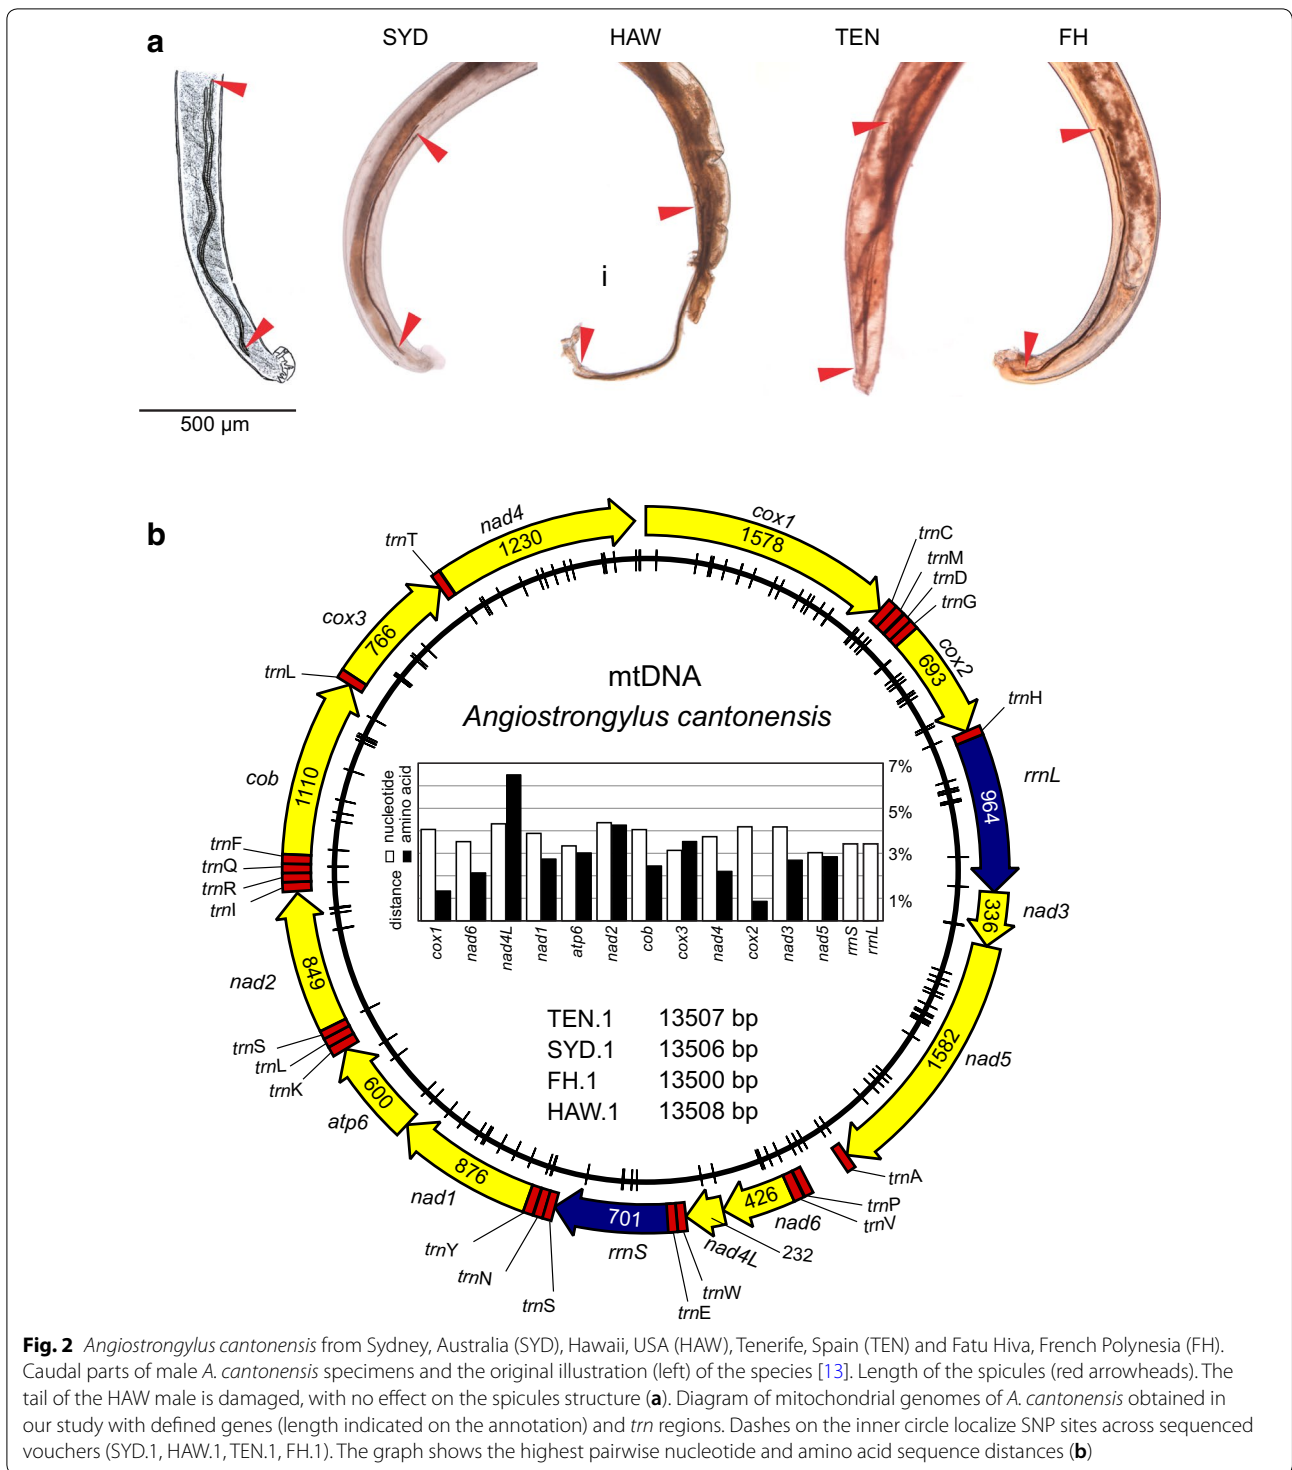 a
SYD
HAW
TEN
FH
i
500 µm
b
nad4
1230
cox1
1578
trnT
trnC
trnM
trnD
trnG
cox3
766
cox2
693
trnL
trnH
mtDNA
Angiostrongylus cantonensis
rrnL
964
cob
1110
distance
nucleotide
amino acid
7%
5%
3%
1%
cox1
nad6
nad4L
nad1
atp6
nad2
cob
cox3
nad4
cox2
nad3
nad5
rrnS
rrnL
trnF
trnQ
trnR
trnI
nad3
336
nad2
849
TEN.1 13507 bp
SYD.1 13506 bp
FH.1 13500 bp
HAW.1 13508 bp
nad5
1582
trnS
trnL
trnK
atp6
600
nad1
876
trnA
trnP
trnV
nad6
426
232
nad4L
701
rrnS
trnY
trnN
trnS
trnW
trnE
Fig. 2 Angiostrongylus cantonensis from Sydney, Australia (SYD), Hawaii, USA (HAW), Tenerife, Spain (TEN) and Fatu Hiva, French Polynesia (FH).
Caudal parts of male A. cantonensis specimens and the original illustration (left) of the species [13]. Length of the spicules (red arrowheads). The
tail of the HAW male is damaged, with no effect on the spicules structure (a). Diagram of mitochondrial genomes of A. cantonensis obtained in
our study with defined genes (length indicated on the annotation) and trn regions. Dashes on the inner circle localize SNP sites across sequenced
vouchers (SYD.1, HAW.1, TEN.1, FH.1). The graph shows the highest pairwise nucleotide and amino acid sequence distances (b)